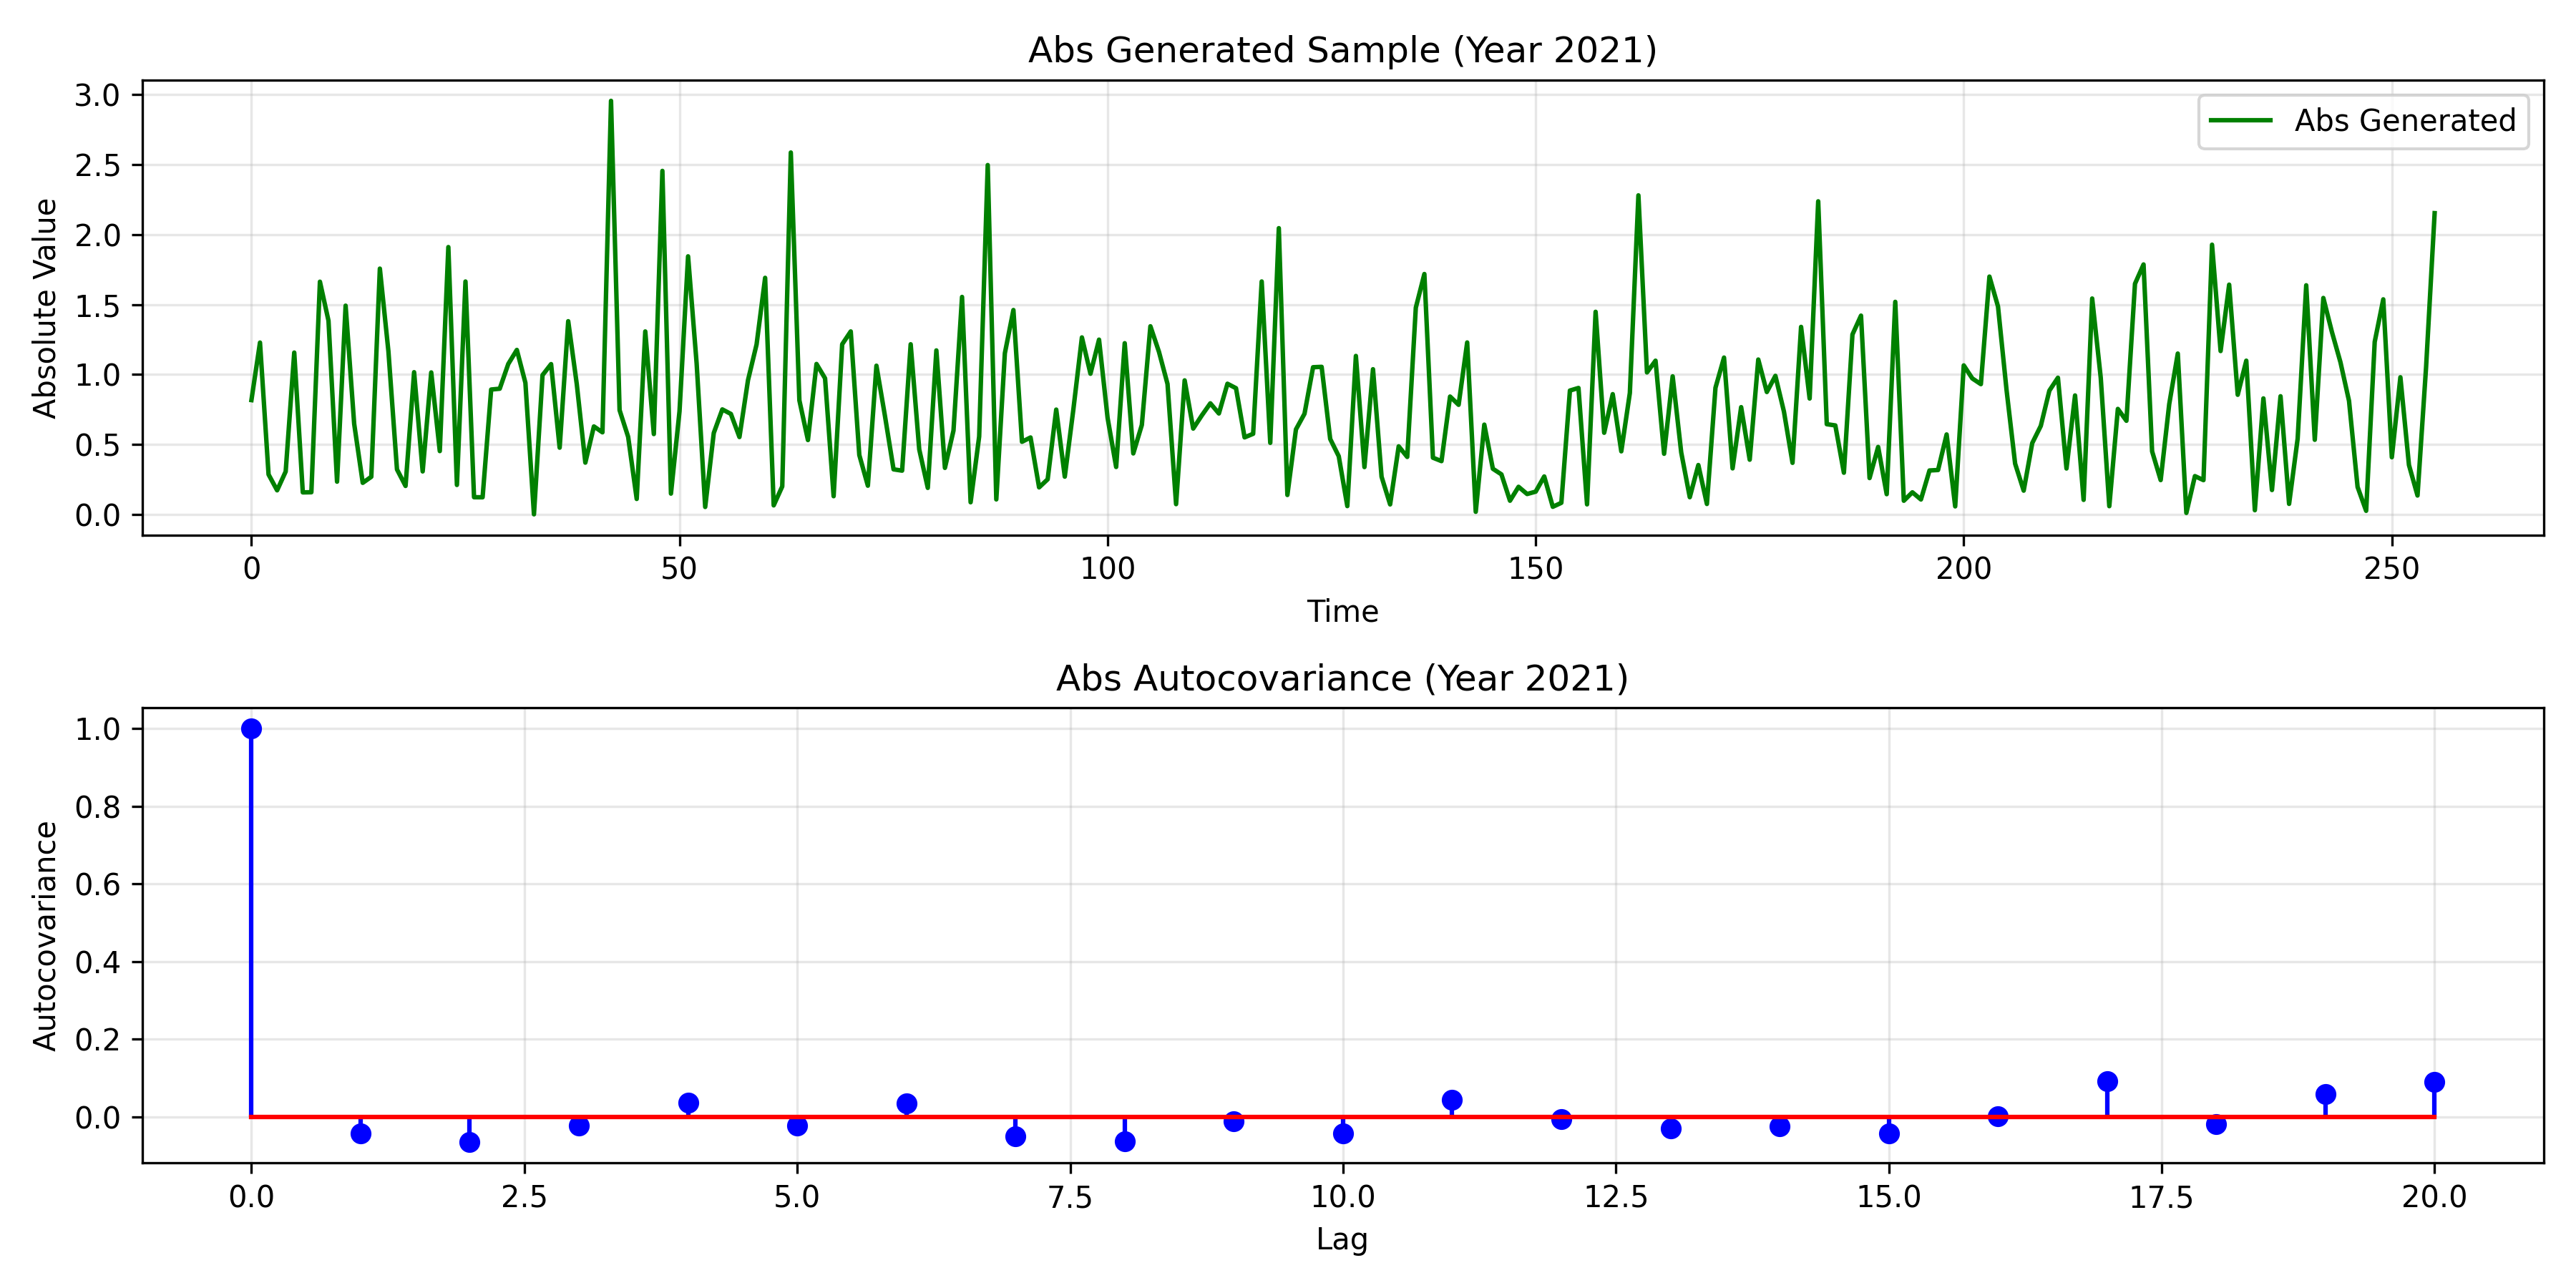 Abs Generated Sample (Year 2021)
3.0
2.5
2.0
1.5
1.0
0.5
0.0
Absolute Value
Abs Generated
0 50 100 150 200 250
Time
Abs Autocovariance (Year 2021)
1.0
0.8
0.6
0.4
0.2
0.0
Autocovariance
0.0 2.5 5.0 7.5 10.0 12.5 15.0 17.5 20.0
Lag